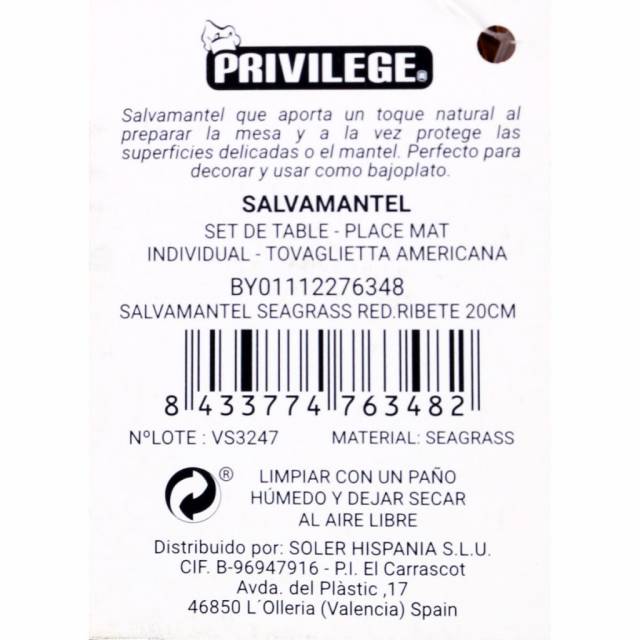 PRIVILEGE®
Salvamantel que aporta un toque natural al
preparar la mesa y a la vez protege las
superficies delicadas o el mantel. Perfecto para
decorar y usar como bajoplato.
SALVAMANTEL
SET DE TABLE - PLACE MAT
INDIVIDUAL - TOVAGLIETTA AMERICANA
BY01112276348
SALVAMANTEL SEAGRASS RED.RIBETE 20CM
8 433774 763482
NºLOTE : VS3247 MATERIAL: SEAGRASS
® LIMPIAR CON UN PAÑO
HÚMEDO Y DEJAR SECAR
AL AIRE LIBRE
Distribuido por: SOLER HISPANIA S.L.U.
CIF. B-96947916 - P.I. El Carrascot
Avda. del Plàstic ,17
46850 L´Olleria (Valencia) Spain